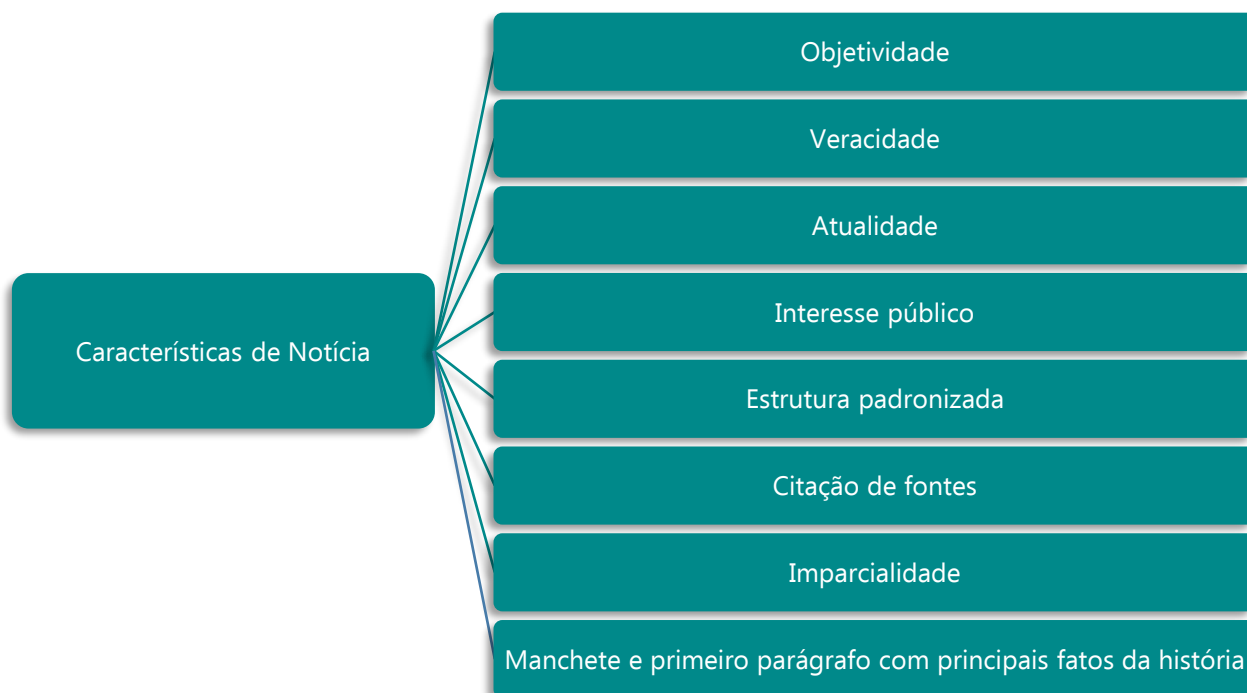 Objetividade
Veracidade
Atualidade
Interesse público
Características de Notícia
Estrutura padronizada
Citação de fontes
Imparcialidade
Manchete e primeiro parágrafo com principais fatos da história